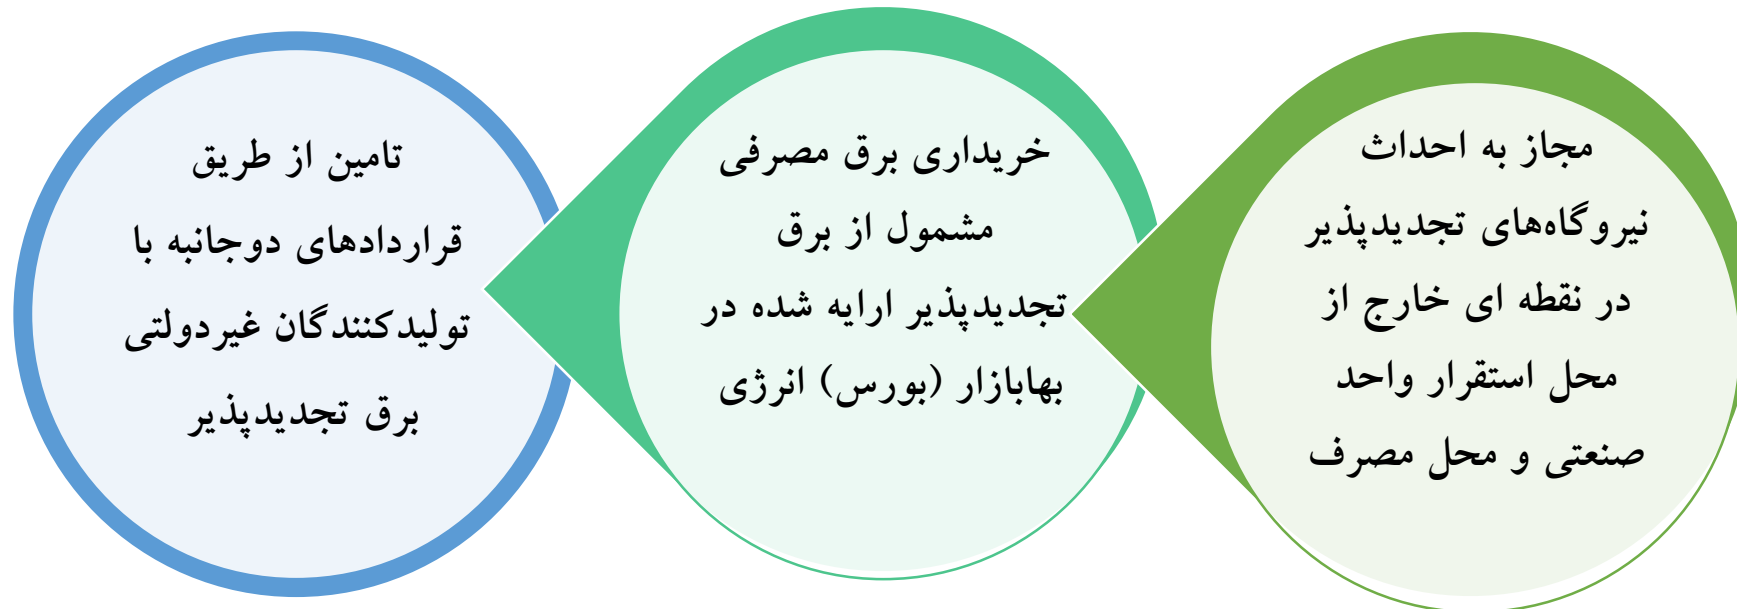 مجاز به احداث
نیروگاه‌های تجدیدپذیر
در نقطه ای خارج از
محل استقرار واحد
صنعتی و محل مصرف
خریداری برق مصرفی
مشمول از برق
تجدیدپذیر ارایه شده در
بهابازار (بورس) انرژی
تامین از طریق
قراردادهای دوجانبه با
تولیدکنندگان غیردولتی
برق تجدیدپذیر